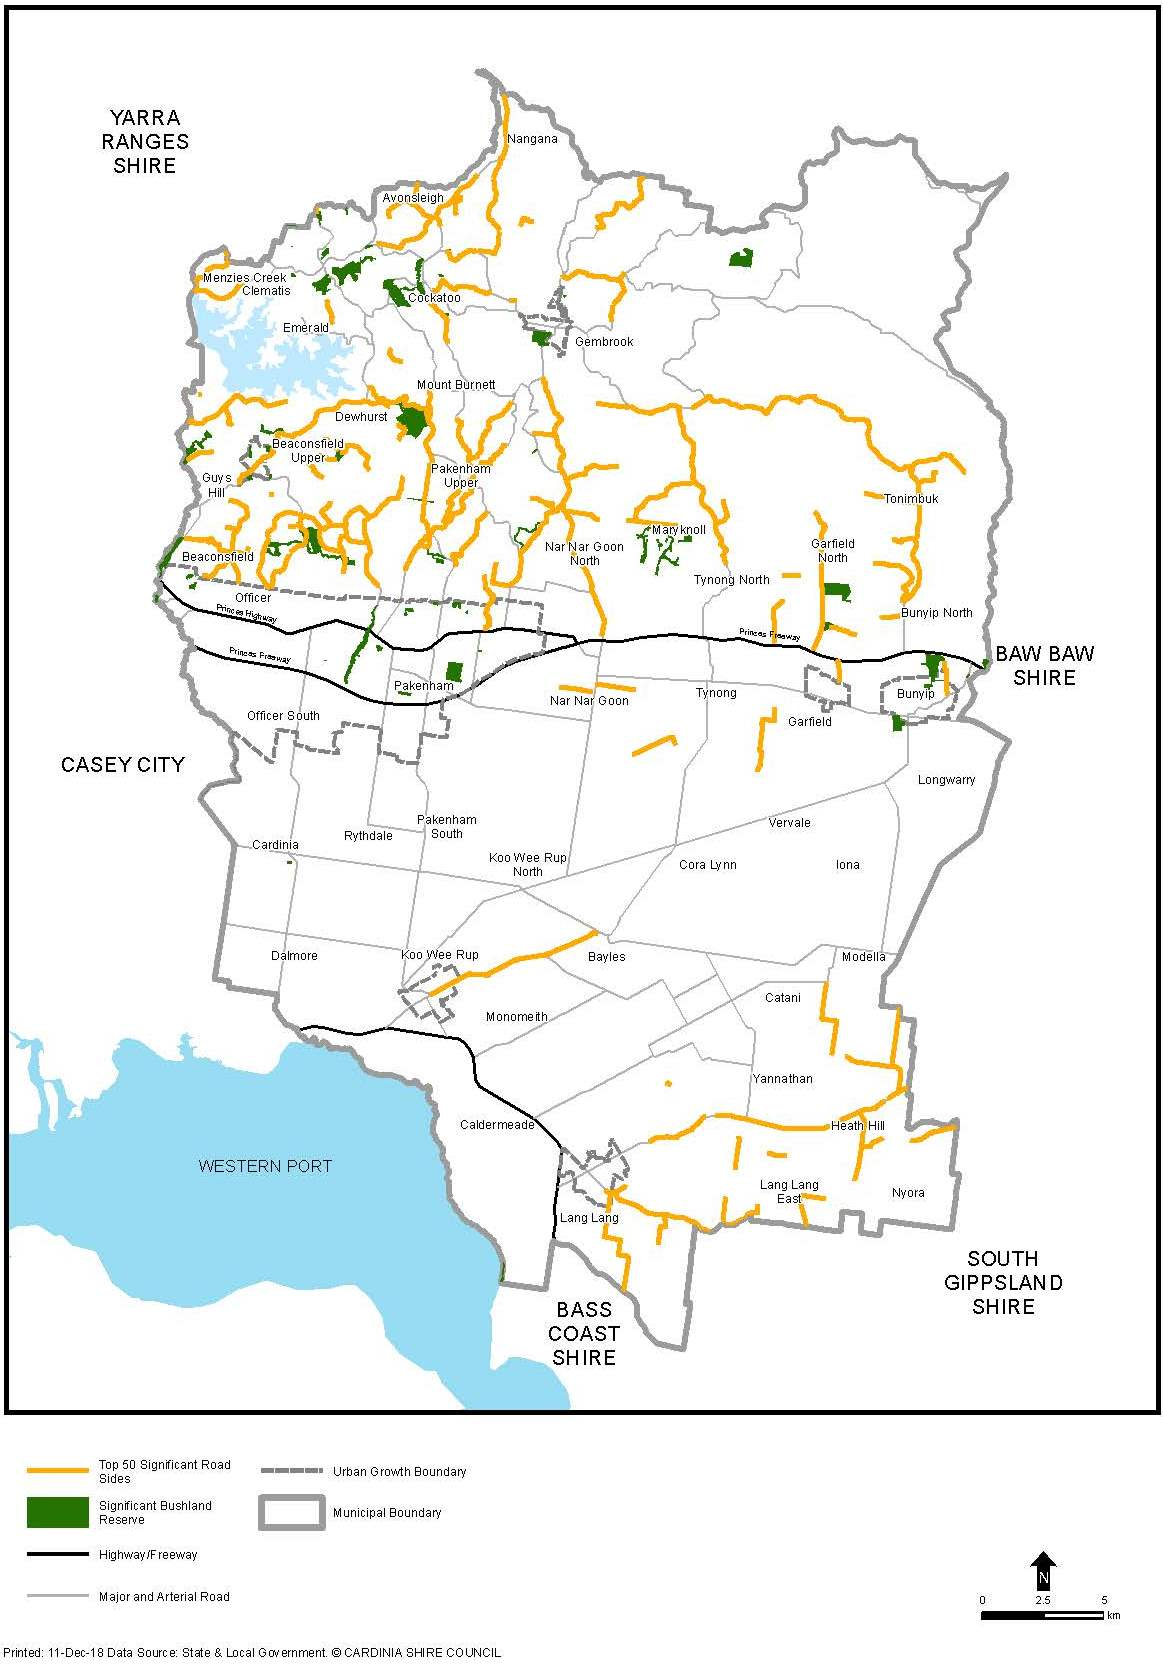 YARRA
RANGES
SHIRE
Nangana
Avonsleigh
Menzies Creek
Clematis
Cockatoo
Emerald
Gembrook
Mount Burnett
Dewhurst
Beaconsfield
Upper
Guys
Hill
Pakenham
Upper
Tonimbuk
Maryknoll
Nar Nar Goon
North
Garfield
North
Beaconsfield
Tynong North
Officer
Bunyip North
Princes Highway
Princes Freeway
Princes Freeway
BAW BAW
SHIRE
Pakenham
Nar Nar Goon
Tynong
Bunyip
Officer South
Garfield
CASEY CITY
Longwarry
Pakenham
South
Rythdale
Vervale
Cardinia
Koo Wee Rup
North
Cora Lynn
Iona
Dalmore
Koo Wee Rup
Bayles
Modella
Catani
Monomeith
Yannathan
Caldermeade
Heath Hill
WESTERN PORT
Lang Lang
East
Nyora
Lang Lang
SOUTH
GIPPSLAND
SHIRE
BASS
COAST
SHIRE
Top 50 Significant Road
Sides
Urban Growth Boundary
Significant Bushland
Reserve
Municipal Boundary
Highway/Freeway
Major and Arterial Road
N
0 2.5 5
km
Printed: 11-Dec-18 Data Source: State & Local Government. © CARDINIA SHIRE COUNCIL